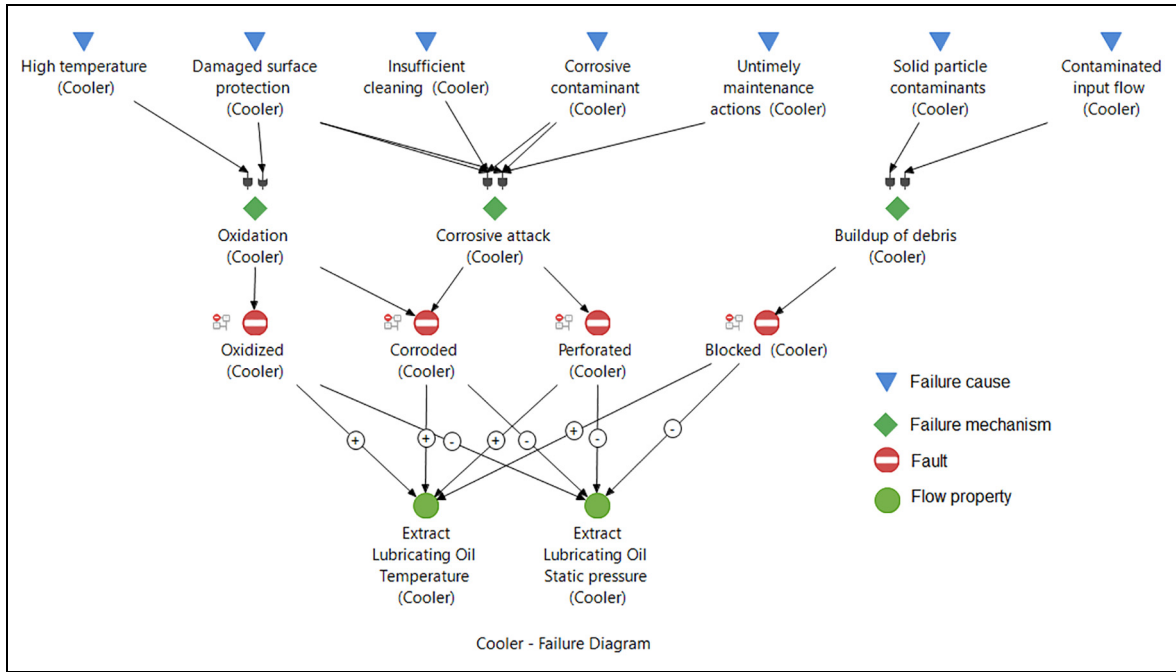 High temperature
(Cooler)
Damaged surface
protection
(Cooler)
Insufficient
cleaning (Cooler)
Corrosive
contaminant
(Cooler)
Untimely
maintenance
actions (Cooler)
Solid particle
contaminants
(Cooler)
Contaminated
input flow
(Cooler)
Oxidation
(Cooler)
Corrosive attack
(Cooler)
Buildup of debris
(Cooler)
Oxidized
(Cooler)
Corroded
(Cooler)
Perforated
(Cooler)
Blocked (Cooler)
Failure cause
Failure mechanism
Fault
Flow property
+
-
+
-
+
-
+
-
Extract
Lubricating Oil
Temperature
(Cooler)
Extract
Lubricating Oil
Static pressure
(Cooler)
Cooler - Failure Diagram